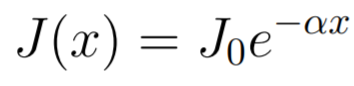 J(x) = J₀e^{-αx}